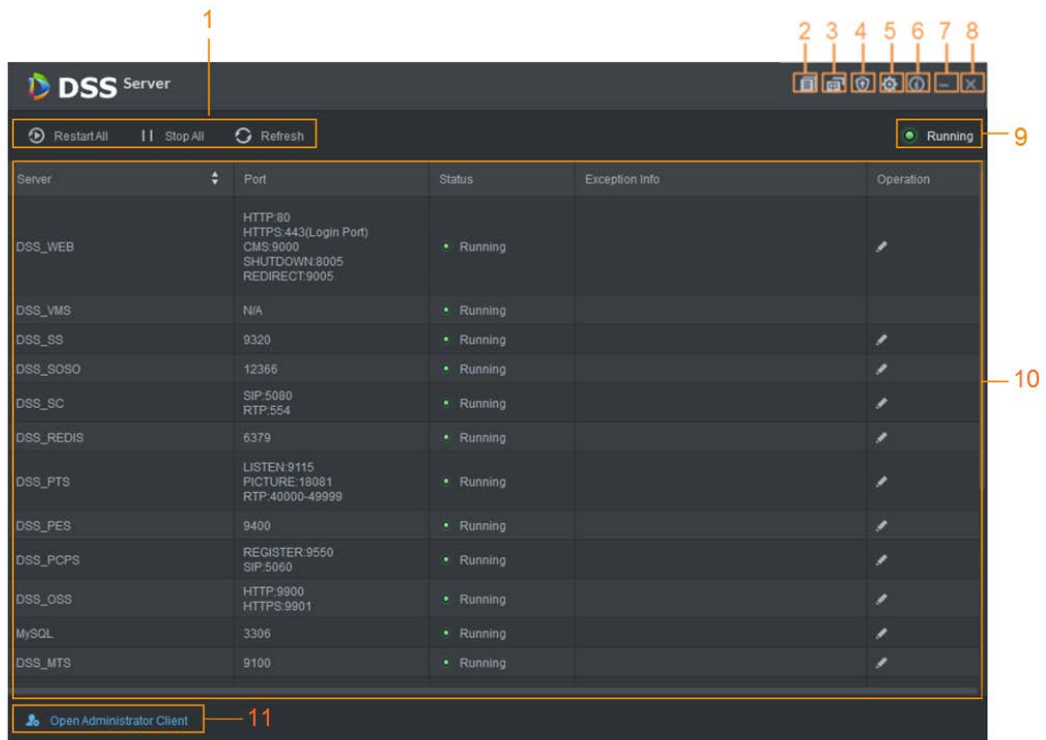 1
2 3 4 5 6 7 8
DSS Server
Restart All Stop All Refresh
Running
9
Server Port Status Exception Info Operation
DSS_WEB
HTTP:80
HTTPS:443(Login Port)
CMS:9000
SHUTDOWN:8005
REDIRECT:9005
Running
DSS_VMS N/A Running
DSS_SS 9320 Running
DSS_SOSO 12366 Running
10
DSS_SC
SIP:5080
RTP:554
Running
DSS_REDIS 6379 Running
DSS_PTS
LISTEN:9115
PICTURE:18081
RTP:40000-49999
Running
DSS_PES 9400 Running
DSS_PCPS
REGISTER:9550
SIP:5060
Running
DSS_OSS
HTTP:9900
HTTPS:9901
Running
MySQL 3306 Running
DSS_MTS 9100 Running
Open Administrator Client
11